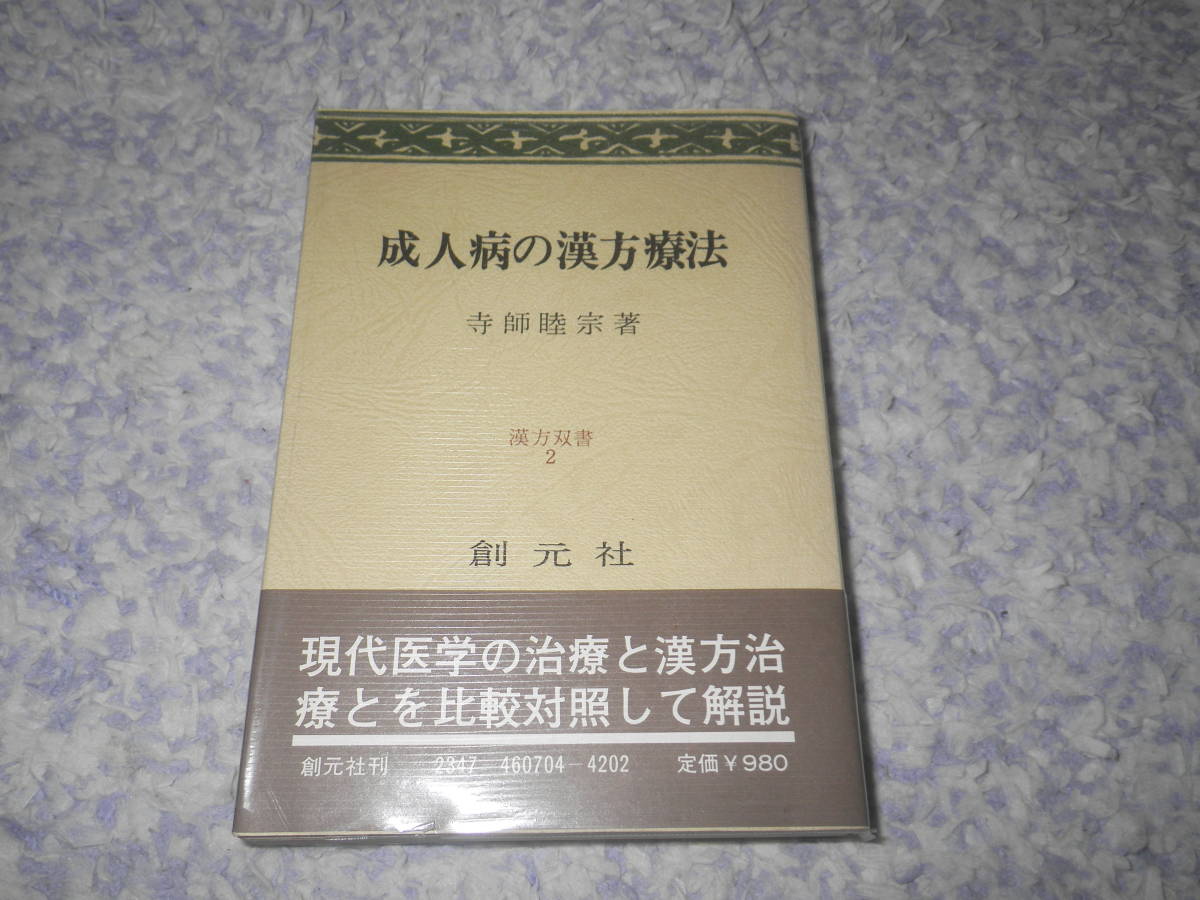 成人病の漢方療法
寺師睦宗著
漢方双書
2
創元社
現代医学の治療と漢方治
療とを比較対照して解説
創元社刊 2347-460704-4202 定価￥980